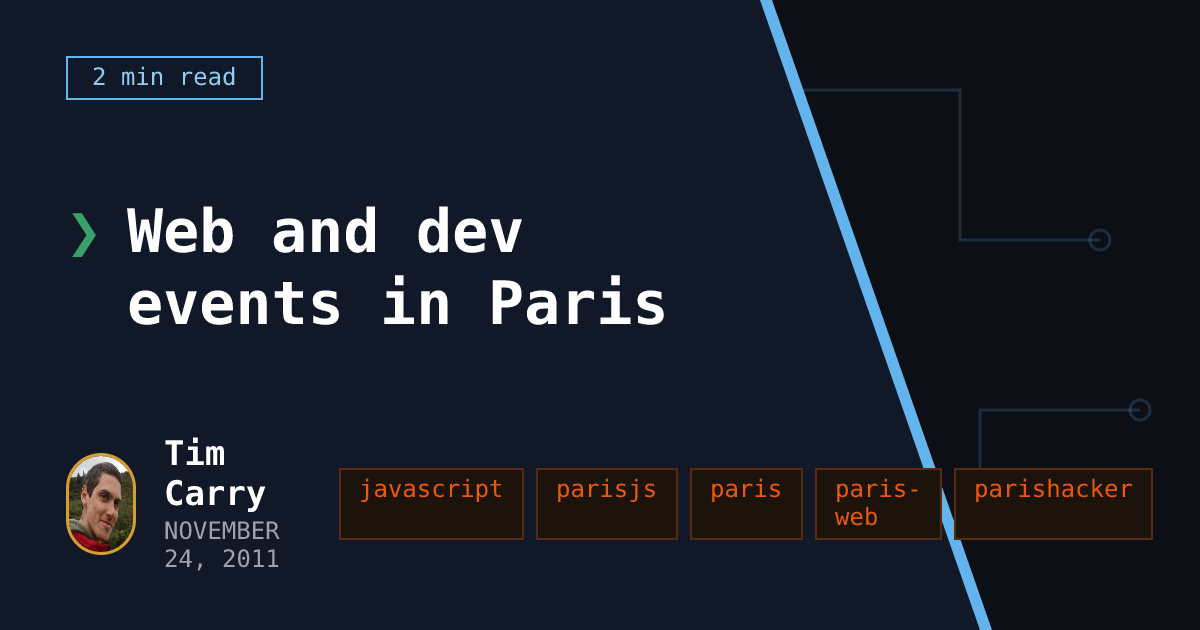 2 min read
❯ Web and dev
events in Paris
Tim
Carry
NOVEMBER
24, 2011
javascript
parisjs
paris
paris-
web
parishacker